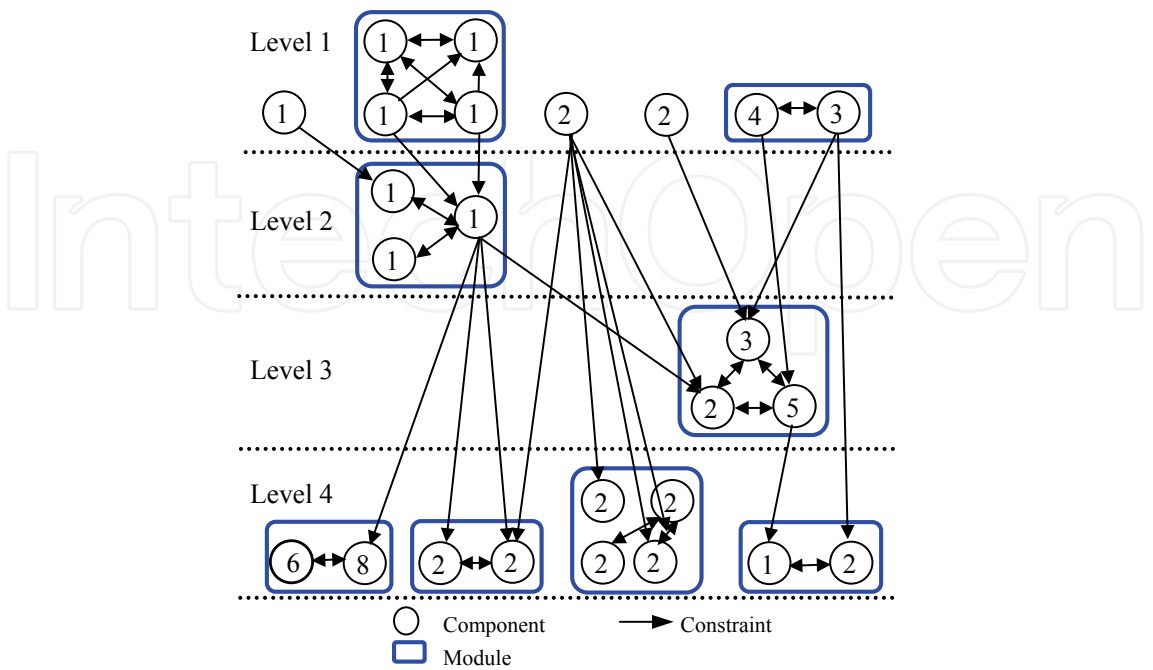 Level 1
1 1
1 1
1
2
2
4 3
IntechOpen
Level 2
1
1
1
Level 3
3
2 5
Level 4
6 8
2 2
2 2
2 2
1 2
Component
Constraint
Module